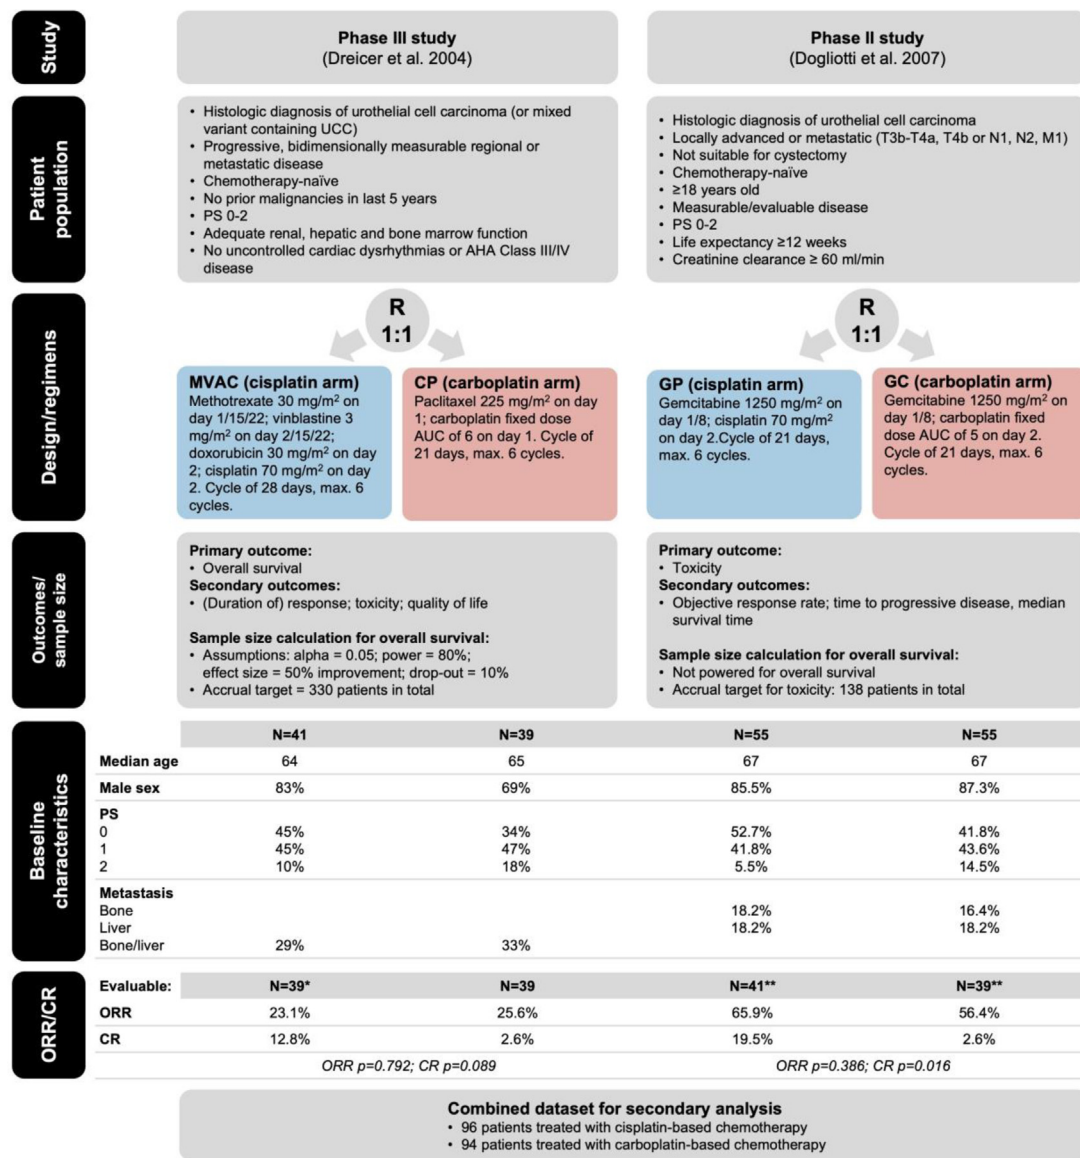 Study
Phase III study
(Dreicer et al. 2004)
Phase II study
(Dogliotti et al. 2007)
Patient
population
• Histologic diagnosis of urothelial cell carcinoma (or mixed
variant containing UCC)
• Progressive, bidimensionally measurable regional or
metastatic disease
• Chemotherapy-naïve
• No prior malignancies in last 5 years
• PS 0-2
• Adequate renal, hepatic and bone marrow function
• No uncontrolled cardiac dysrhythmias or AHA Class III/IV
disease
• Histologic diagnosis of urothelial cell carcinoma
• Locally advanced or metastatic (T3b-T4a, T4b or N1, N2, M1)
• Not suitable for cystectomy
• Chemotherapy-naïve
• ≥18 years old
• Measurable/evaluable disease
• PS 0-2
• Life expectancy ≥12 weeks
• Creatinine clearance ≥ 60 ml/min
Design/regimens
R
1:1
R
1:1
MVAC (cisplatin arm)
Methotrexate 30 mg/m² on
day 1/15/22; vinblastine 3
mg/m² on day 2/15/22;
doxorubicin 30 mg/m² on day
2; cisplatin 70 mg/m² on day
2. Cycle of 28 days, max. 6
cycles.
CP (carboplatin arm)
Paclitaxel 225 mg/m² on day
1; carboplatin fixed dose
AUC of 6 on day 1. Cycle of
21 days, max. 6 cycles.
GP (cisplatin arm)
Gemcitabine 1250 mg/m² on
day 1/8; cisplatin 70 mg/m²
on day 2.Cycle of 21 days,
max. 6 cycles.
GC (carboplatin arm)
Gemcitabine 1250 mg/m² on
day 1/8; carboplatin fixed
dose AUC of 5 on day 2.
Cycle of 21 days, max. 6
cycles.
Outcomes/
sample size
Primary outcome:
• Overall survival
Secondary outcomes:
• (Duration of) response; toxicity; quality of life
Sample size calculation for overall survival:
• Assumptions: alpha = 0.05; power = 80%;
effect size = 50% improvement; drop-out = 10%
• Accrual target = 330 patients in total
Primary outcome:
• Toxicity
Secondary outcomes:
• Objective response rate; time to progressive disease, median
survival time
Sample size calculation for overall survival:
• Not powered for overall survival
• Accrual target for toxicity: 138 patients in total
Baseline
characteristics
N=41 N=39 N=55 N=55
Median age 64 65 67 67
Male sex 83% 69% 85.5% 87.3%
PS
0 45% 34% 52.7% 41.8%
1 45% 47% 41.8% 43.6%
2 10% 18% 5.5% 14.5%
Metastasis
Bone 18.2% 16.4%
Liver 18.2% 18.2%
Bone/liver 29% 33%
ORR/CR
Evaluable: N=39* N=39 N=41** N=39**
ORR 23.1% 25.6% 65.9% 56.4%
CR 12.8% 2.6% 19.5% 2.6%
ORR p=0.792; CR p=0.089 ORR p=0.386; CR p=0.016
Combined dataset for secondary analysis
• 96 patients treated with cisplatin-based chemotherapy
• 94 patients treated with carboplatin-based chemotherapy